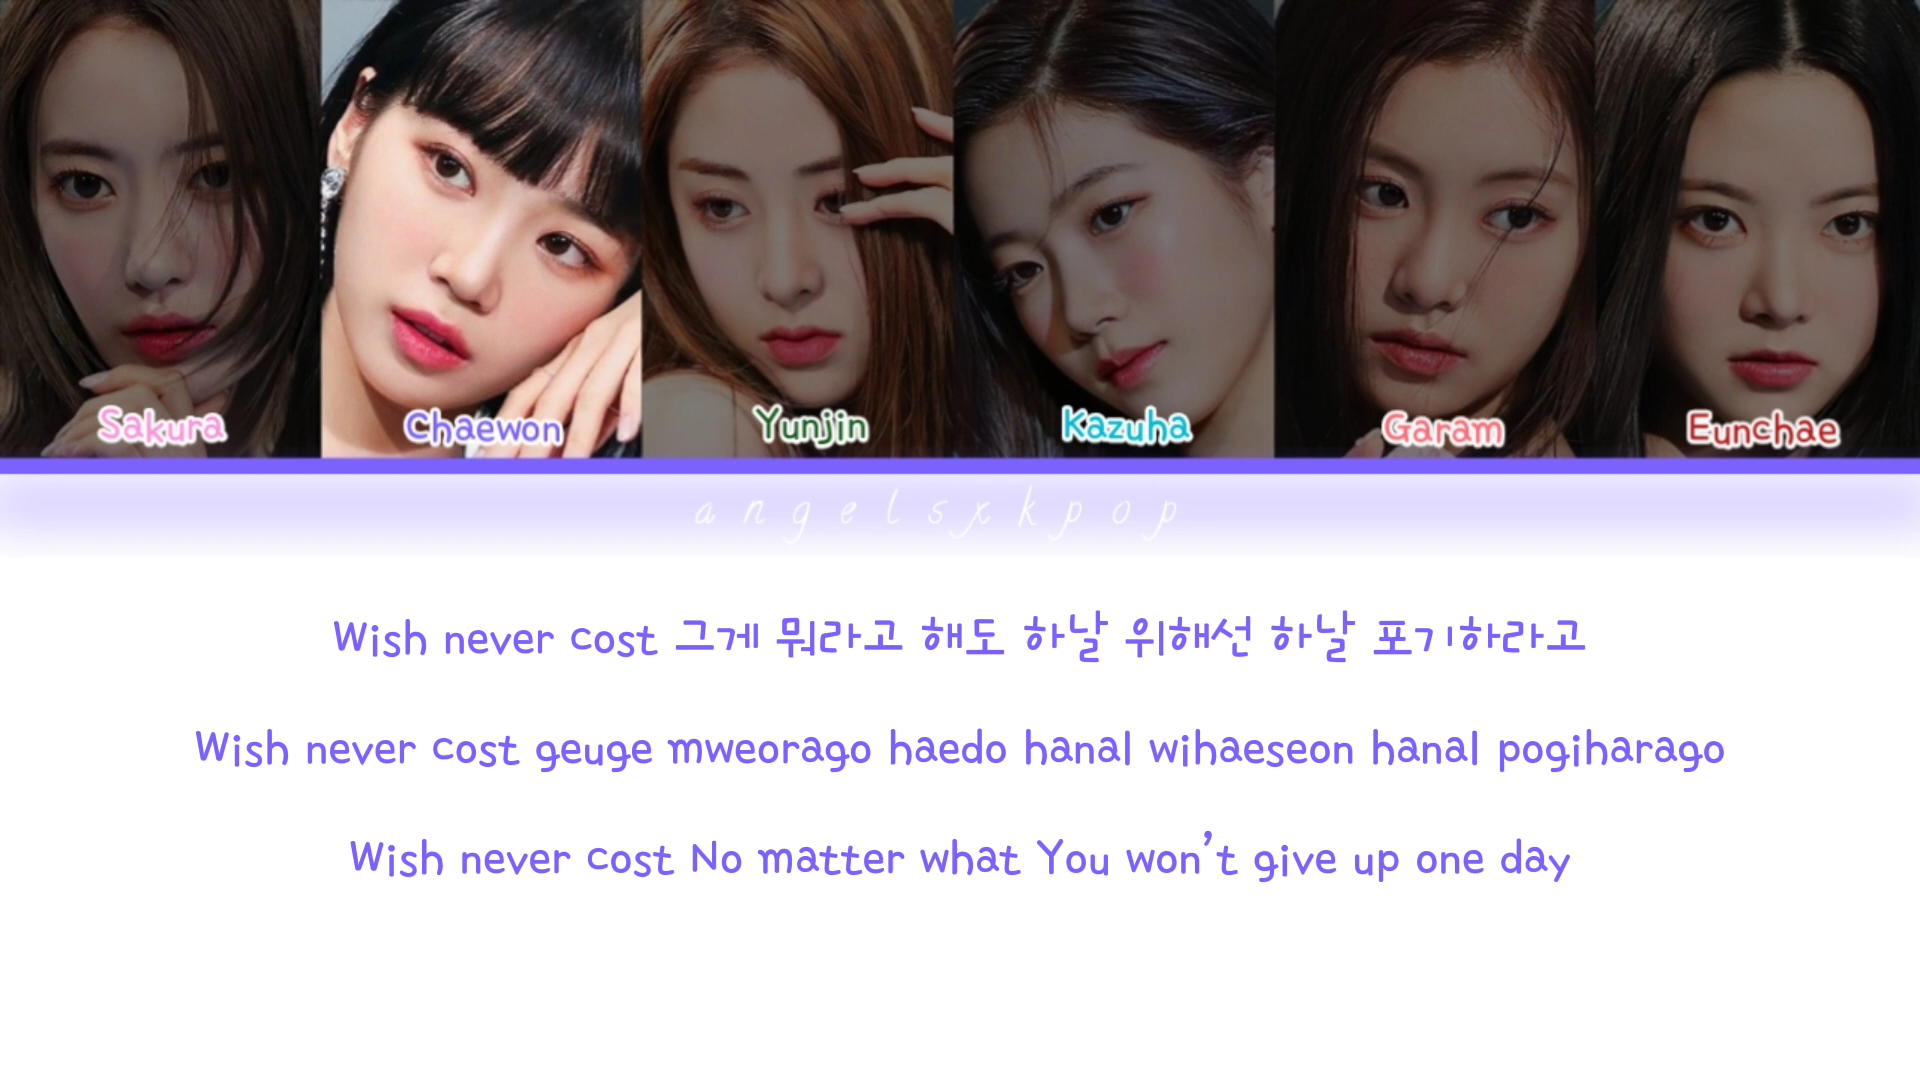 Sakura Chaewon Yunjin Kazuha Garam Eunchae
angelsxkpop
Wish never cost 그게 뭐라고 해도 하날 위해선 하날 포기하라고
Wish never cost geuge mweorago haedo hanal wihaeseon hanal pogiharago
Wish never cost No matter what You won’t give up one day